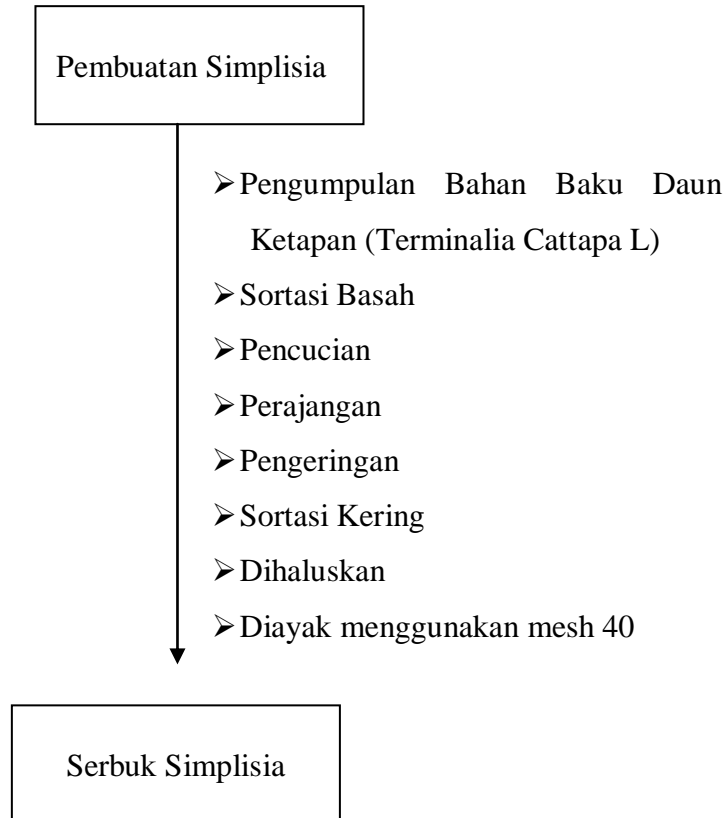 Pembuatan Simplisia
➢Pengumpulan Bahan Baku Daun
Ketapan (Terminalia Cattapa L)
➢Sortasi Basah
➢Pencucian
➢Perajangan
➢Pengeringan
➢Sortasi Kering
➢Dihaluskan
➢Diayak menggunakan mesh 40
Serbuk Simplisia